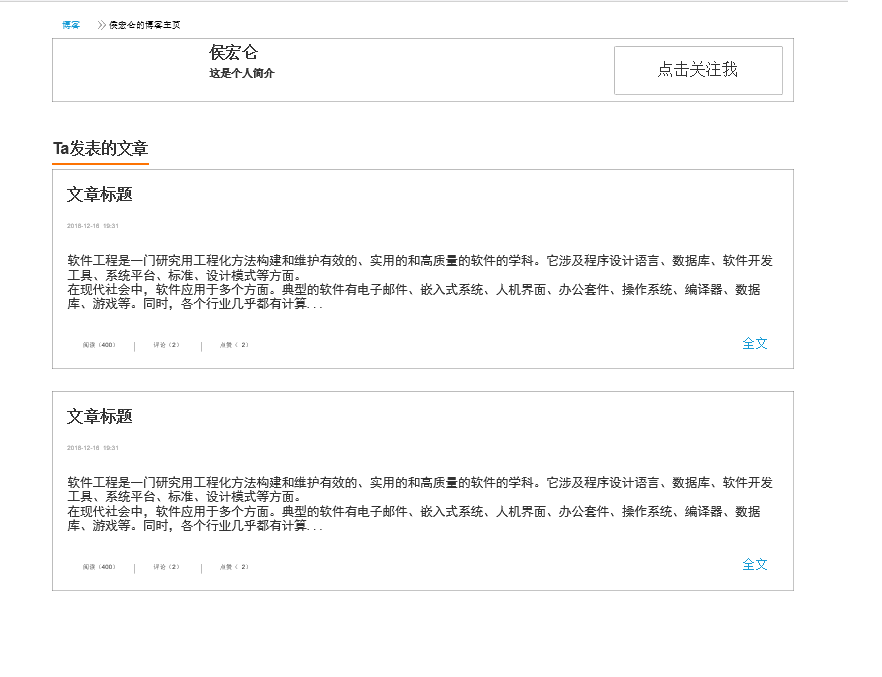 博客 >> 侯宏仑的博客主页
侯宏仑
这是个人简介
点击关注我
Ta发表的文章
文章标题
2016-12-16 19:31
软件工程是一门研究用工程化方法构建和维护有效的、实用的和高质量的软件的学科。它涉及程序设计语言、数据库、软件开发
工具、系统平台、标准、设计模式等方面。
在现代社会中，软件应用于多个方面。典型的软件有电子邮件、嵌入式系统、人机界面、办公套件、操作系统、编译器、数据
库、游戏等。同时，各个行业几乎都有计算...
阅读（400） | 评论（2） | 点赞（ 2） 全文
文章标题
2016-12-16 19:31
软件工程是一门研究用工程化方法构建和维护有效的、实用的和高质量的软件的学科。它涉及程序设计语言、数据库、软件开发
工具、系统平台、标准、设计模式等方面。
在现代社会中，软件应用于多个方面。典型的软件有电子邮件、嵌入式系统、人机界面、办公套件、操作系统、编译器、数据
库、游戏等。同时，各个行业几乎都有计算...
阅读（400） | 评论（2） | 点赞（ 2） 全文